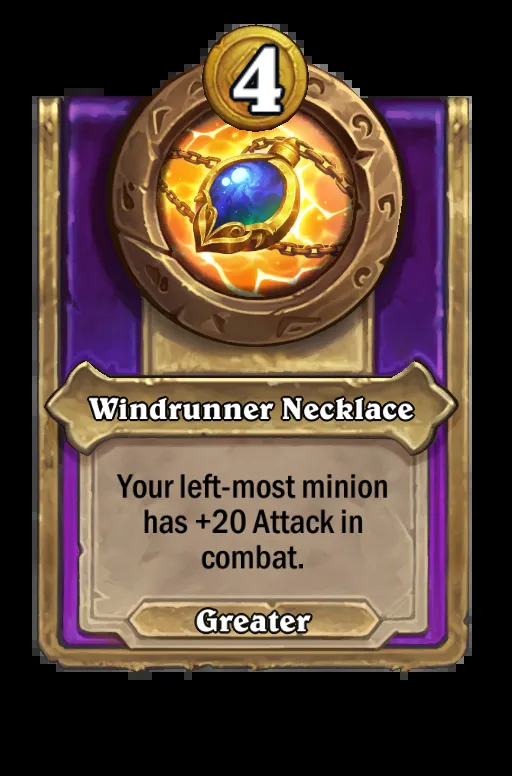 4
Windrunner Necklace
Your left-most minion
has +20 Attack in
combat.
Greater